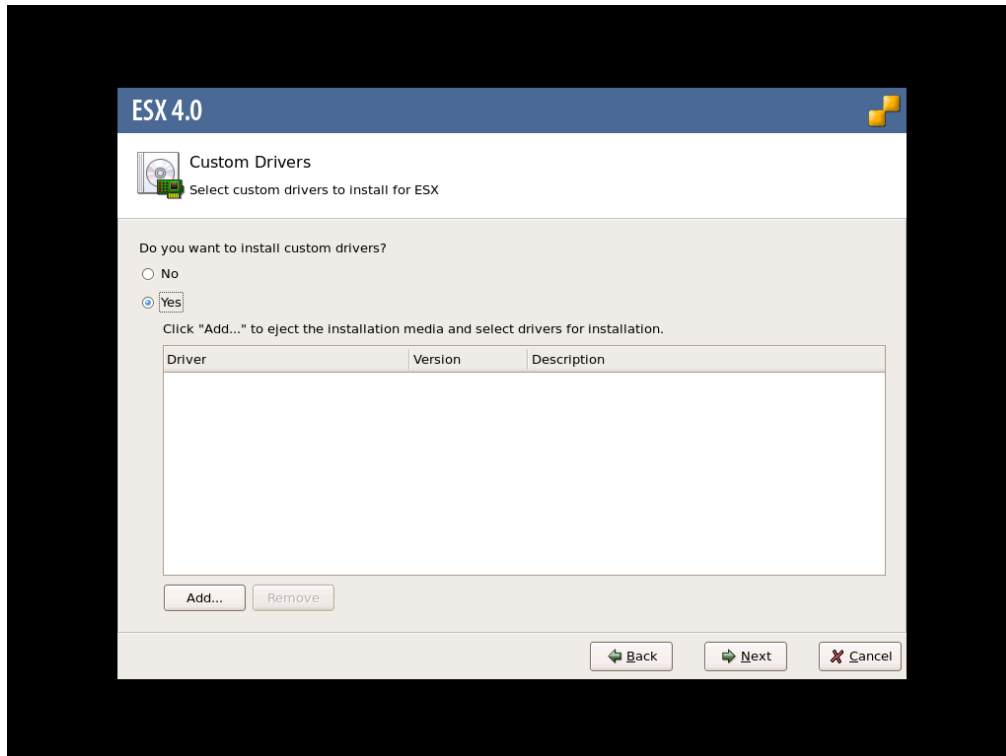 ESX 4.0
Custom Drivers
Select custom drivers to install for ESX
Do you want to install custom drivers?
No
Yes
Click "Add..." to eject the installation media and select drivers for installation.
Driver Version Description
Add... Remove
Back Next Cancel